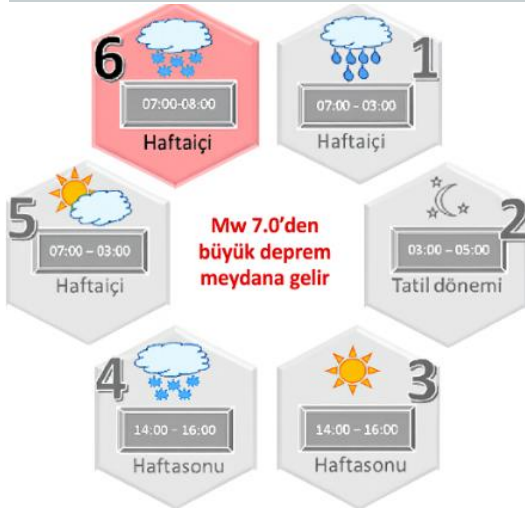 6
07:00-08:00
Haftaiçi
1
07:00 – 03:00
Haftaiçi
5
07:00 – 03:00
Haftaiçi
Mw 7.0’den
büyük deprem
meydana gelir
2
03:00 – 05:00
Tatil dönemi
4
14:00 – 16:00
Haftasonu
3
14:00 – 16:00
Haftasonu